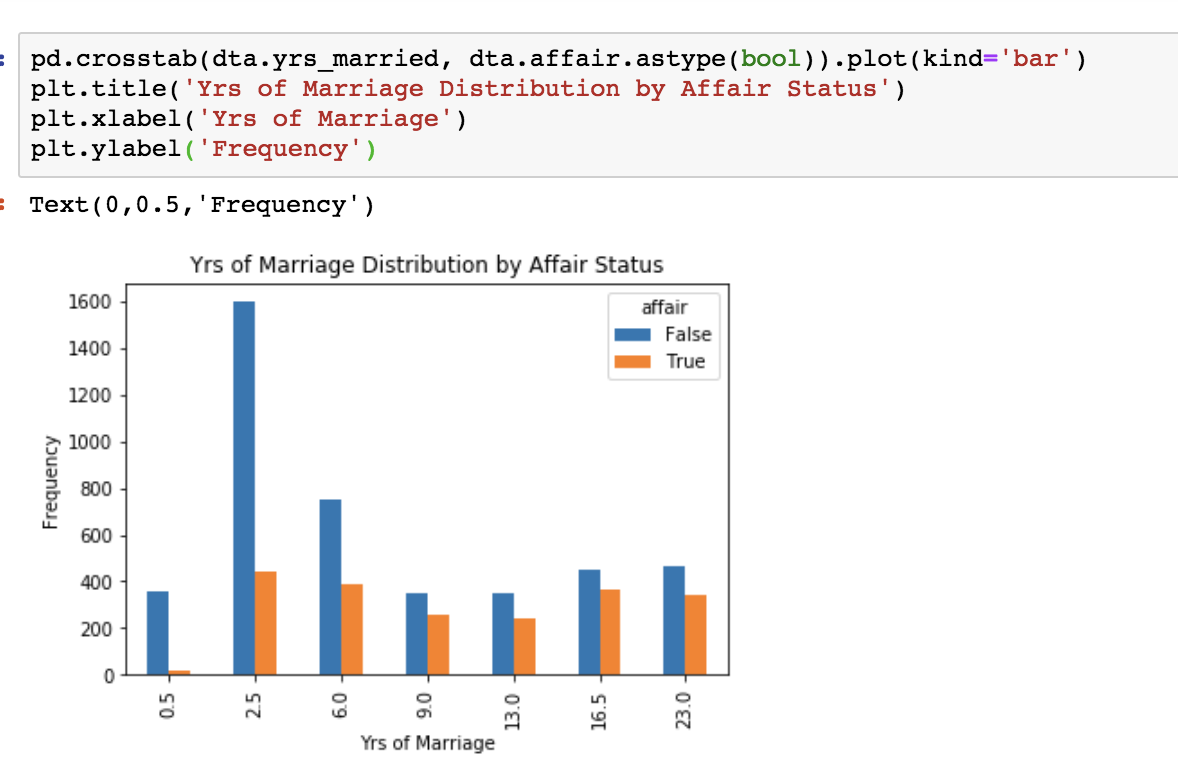 pd.crosstab(dta.yrs_married, dta.affair.astype(bool)).plot(kind='bar')
plt.title('Yrs of Marriage Distribution by Affair Status')
plt.xlabel('Yrs of Marriage')
plt.ylabel('Frequency')
Text(0,0.5,'Frequency')
Yrs of Marriage Distribution by Affair Status
affair
False
True
1600
1400
1200
1000
800
600
400
200
0
Frequency
0.5 2.5 6.0 9.0 13.0 16.5 23.0
Yrs of Marriage